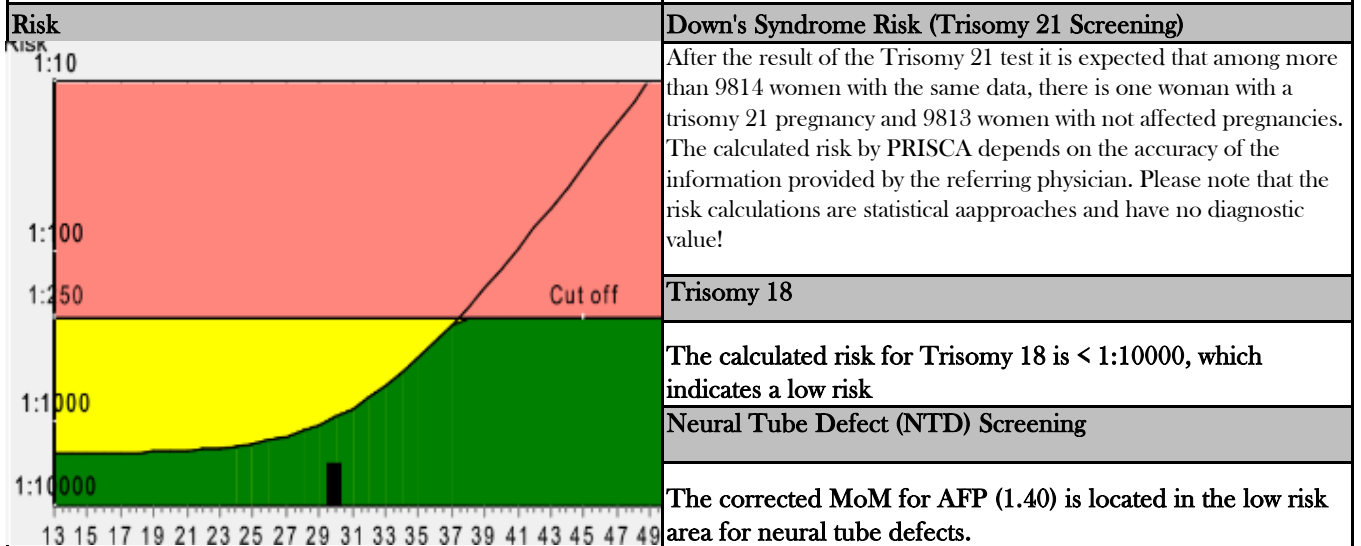 Risk
Risk
1:10
1:100
1:250
Cut off
1:1000
1:10000
13 15 17 19 21 23 25 27 29 31 33 35 37 39 41 43 45 47 49
Down's Syndrome Risk (Trisomy 21 Screening)
After the result of the Trisomy 21 test it is expected that among more
than 9814 women with the same data, there is one woman with a
trisomy 21 pregnancy and 9813 women with not affected pregnancies.
The calculated risk by PRISCA depends on the accuracy of the
information provided by the referring physician. Please note that the
risk calculations are statistical aapproaches and have no diagnostic
value!
Trisomy 18
The calculated risk for Trisomy 18 is < 1:10000, which
indicates a low risk
Neural Tube Defect (NTD) Screening
The corrected MoM for AFP (1.40) is located in the low risk
area for neural tube defects.